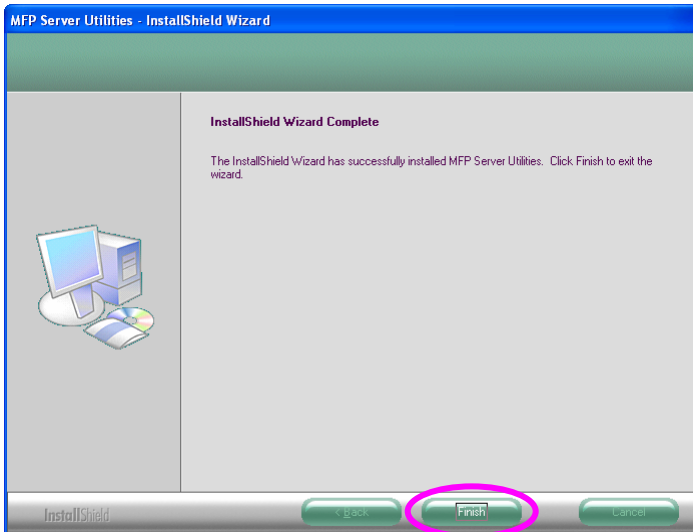 MFP Server Utilities - InstallShield Wizard
InstallShield Wizard Complete
The InstallShield Wizard has successfully installed MFP Server Utilities. Click Finish to exit the
wizard.
InstallShield
< Back
Finish
Cancel